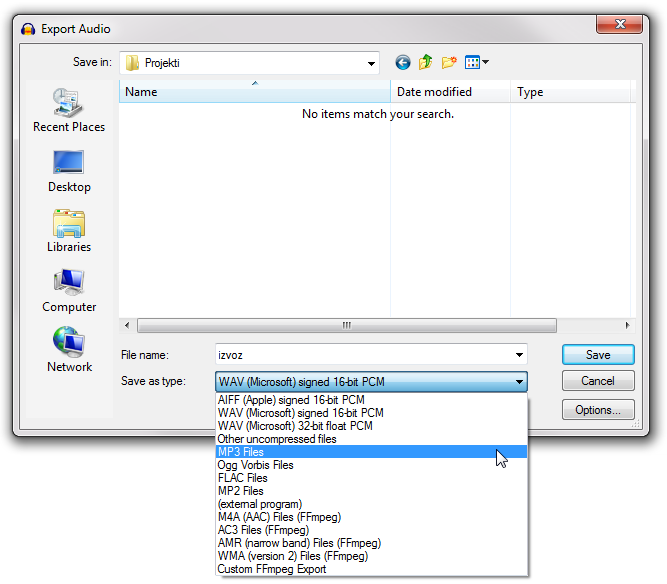 Export Audio
Save in: Projekti
Name Date modified Type
No items match your search.
Recent Places
Desktop
Libraries
Computer
Network
File name: izvoz Save
Save as type: WAV (Microsoft) signed 16-bit PCM Cancel
Options...
AIFF (Apple) signed 16-bit PCM
WAV (Microsoft) signed 16-bit PCM
WAV (Microsoft) 32-bit float PCM
Other uncompressed files
MP3 Files
Ogg Vorbis Files
FLAC Files
MP2 Files
(external program)
M4A (AAC) Files (FFmpeg)
AC3 Files (FFmpeg)
AMR (narrow band) Files (FFmpeg)
WMA (version 2) Files (FFmpeg)
Custom FFmpeg Export